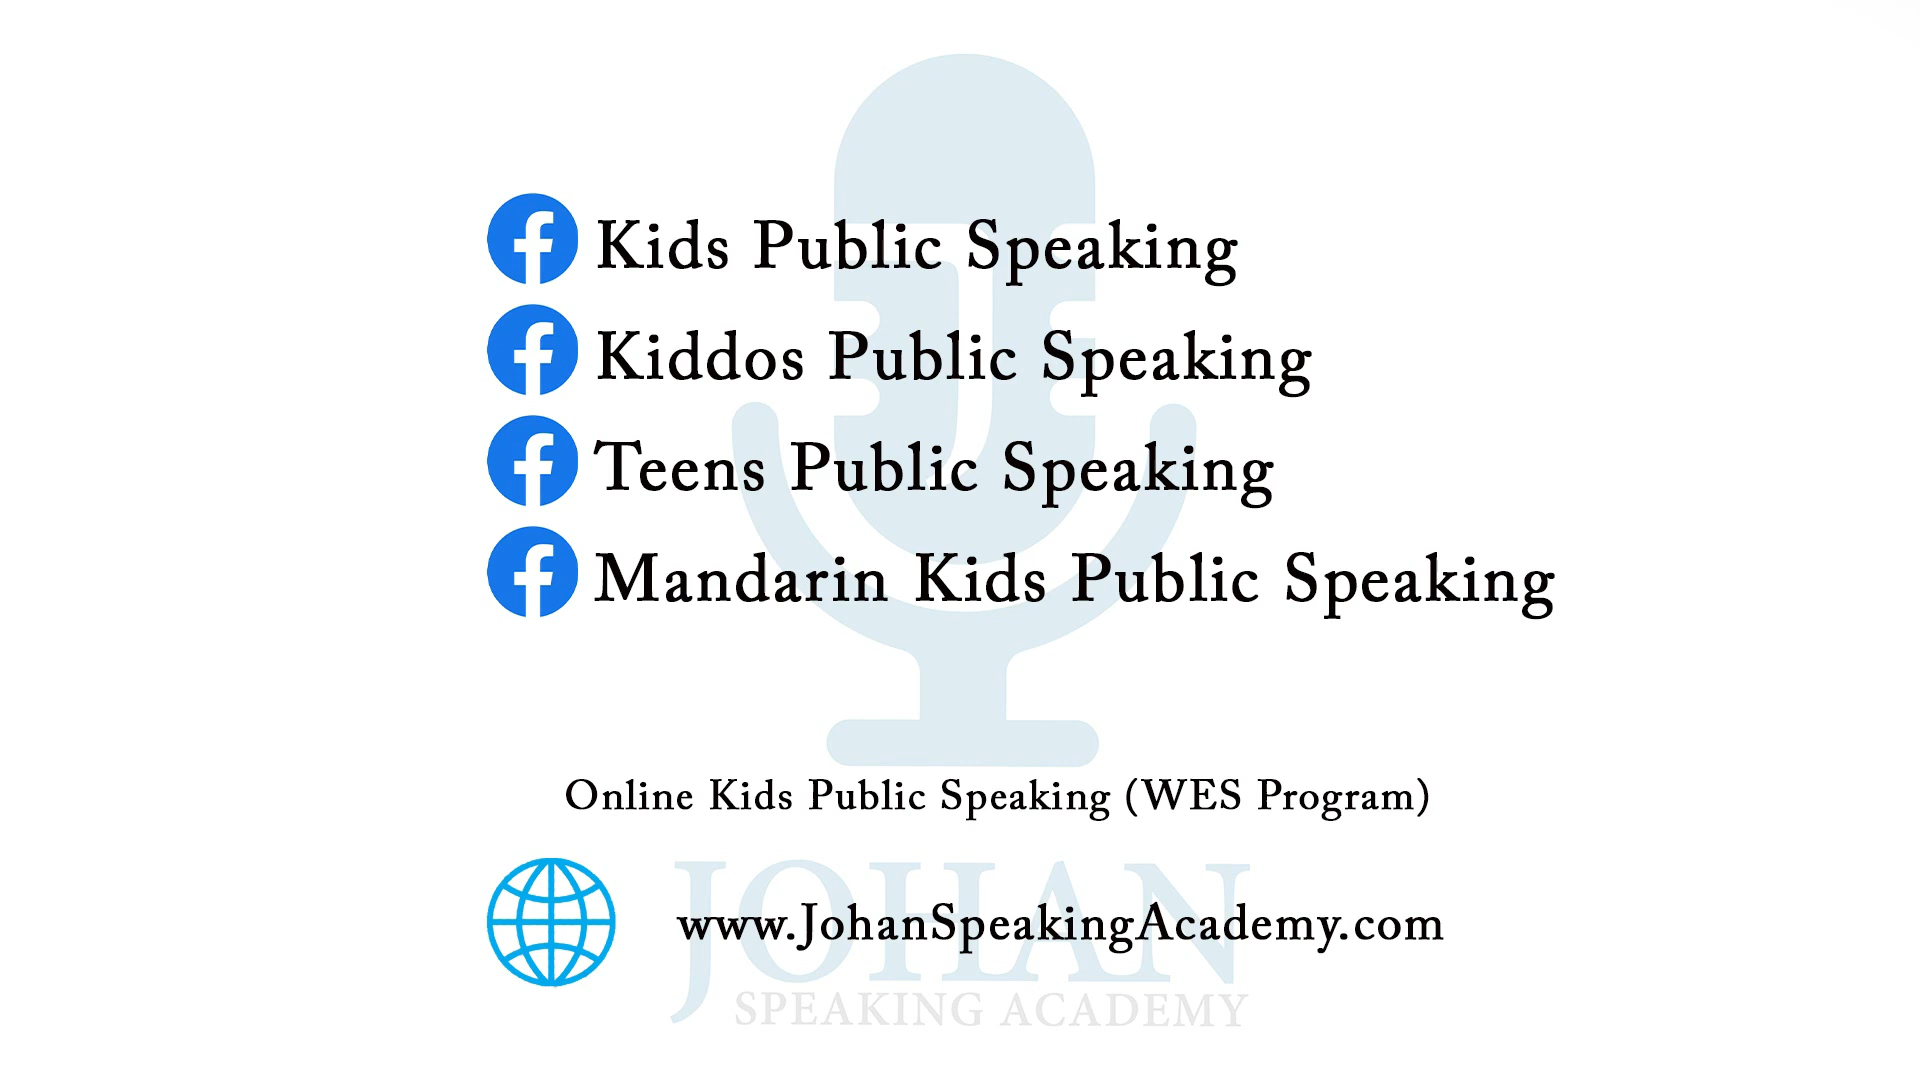 Kids Public Speaking
Kiddos Public Speaking
Teens Public Speaking
Mandarin Kids Public Speaking
Online Kids Public Speaking (WES Program)
www.JohanSpeakingAcademy.com
JOHAN
SPEAKING ACADEMY